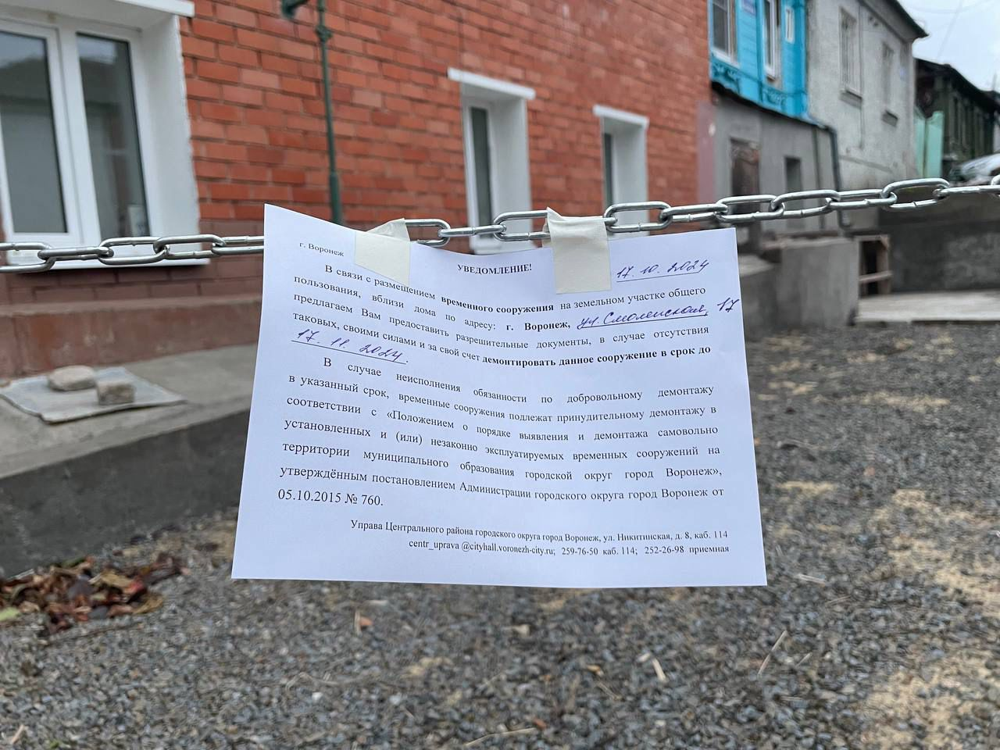 г. Воронеж
УВЕДОМЛЕНИЕ!
17.10.2024
В связи с размещением временного сооружения на земельном участке общего
пользования, вблизи дома по адресу: г. Воронеж, ул. Смоленская, 17
предлагаем Вам предоставить разрешительные документы, в случае отсутствия
таковых, своими силами и за свой счет демонтировать данное сооружение в срок до
17.11.2024.
В случае неисполнения обязанности по добровольному демонтажу
в указанный срок, временные сооружения подлежат принудительному демонтажу в
соответствии с «Положением о порядке выявления и демонтажа самовольно
установленных и (или) незаконно эксплуатируемых временных сооружений на
территории муниципального образования городской округ город Воронеж»,
утверждённым постановлением Администрации городского округа город Воронеж от
05.10.2015 № 760.
Управа Центрального района городского округа город Воронеж, ул. Никитинская, д. 8, каб. 114
centr_uprava @cityhall.voronezh-city.ru; 259-76-50 каб. 114; 252-26-98 приемная